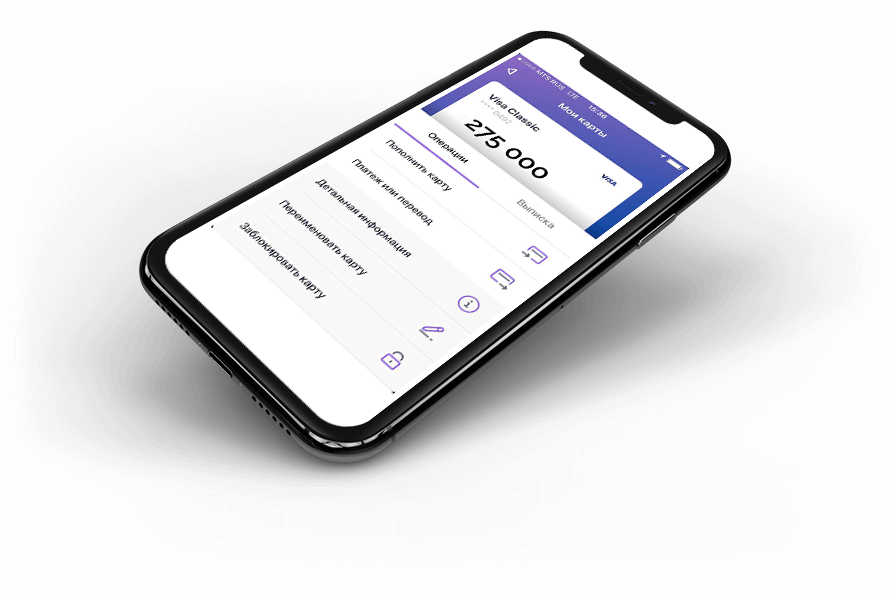 MTS RUS LTE 15:36
Мои карты
Visa Classic
0492
275 000
VISA
Операции
Выписка
Пополнить карту
Платеж или перевод
Детальная информация
Переименовать карту
Заблокировать карту